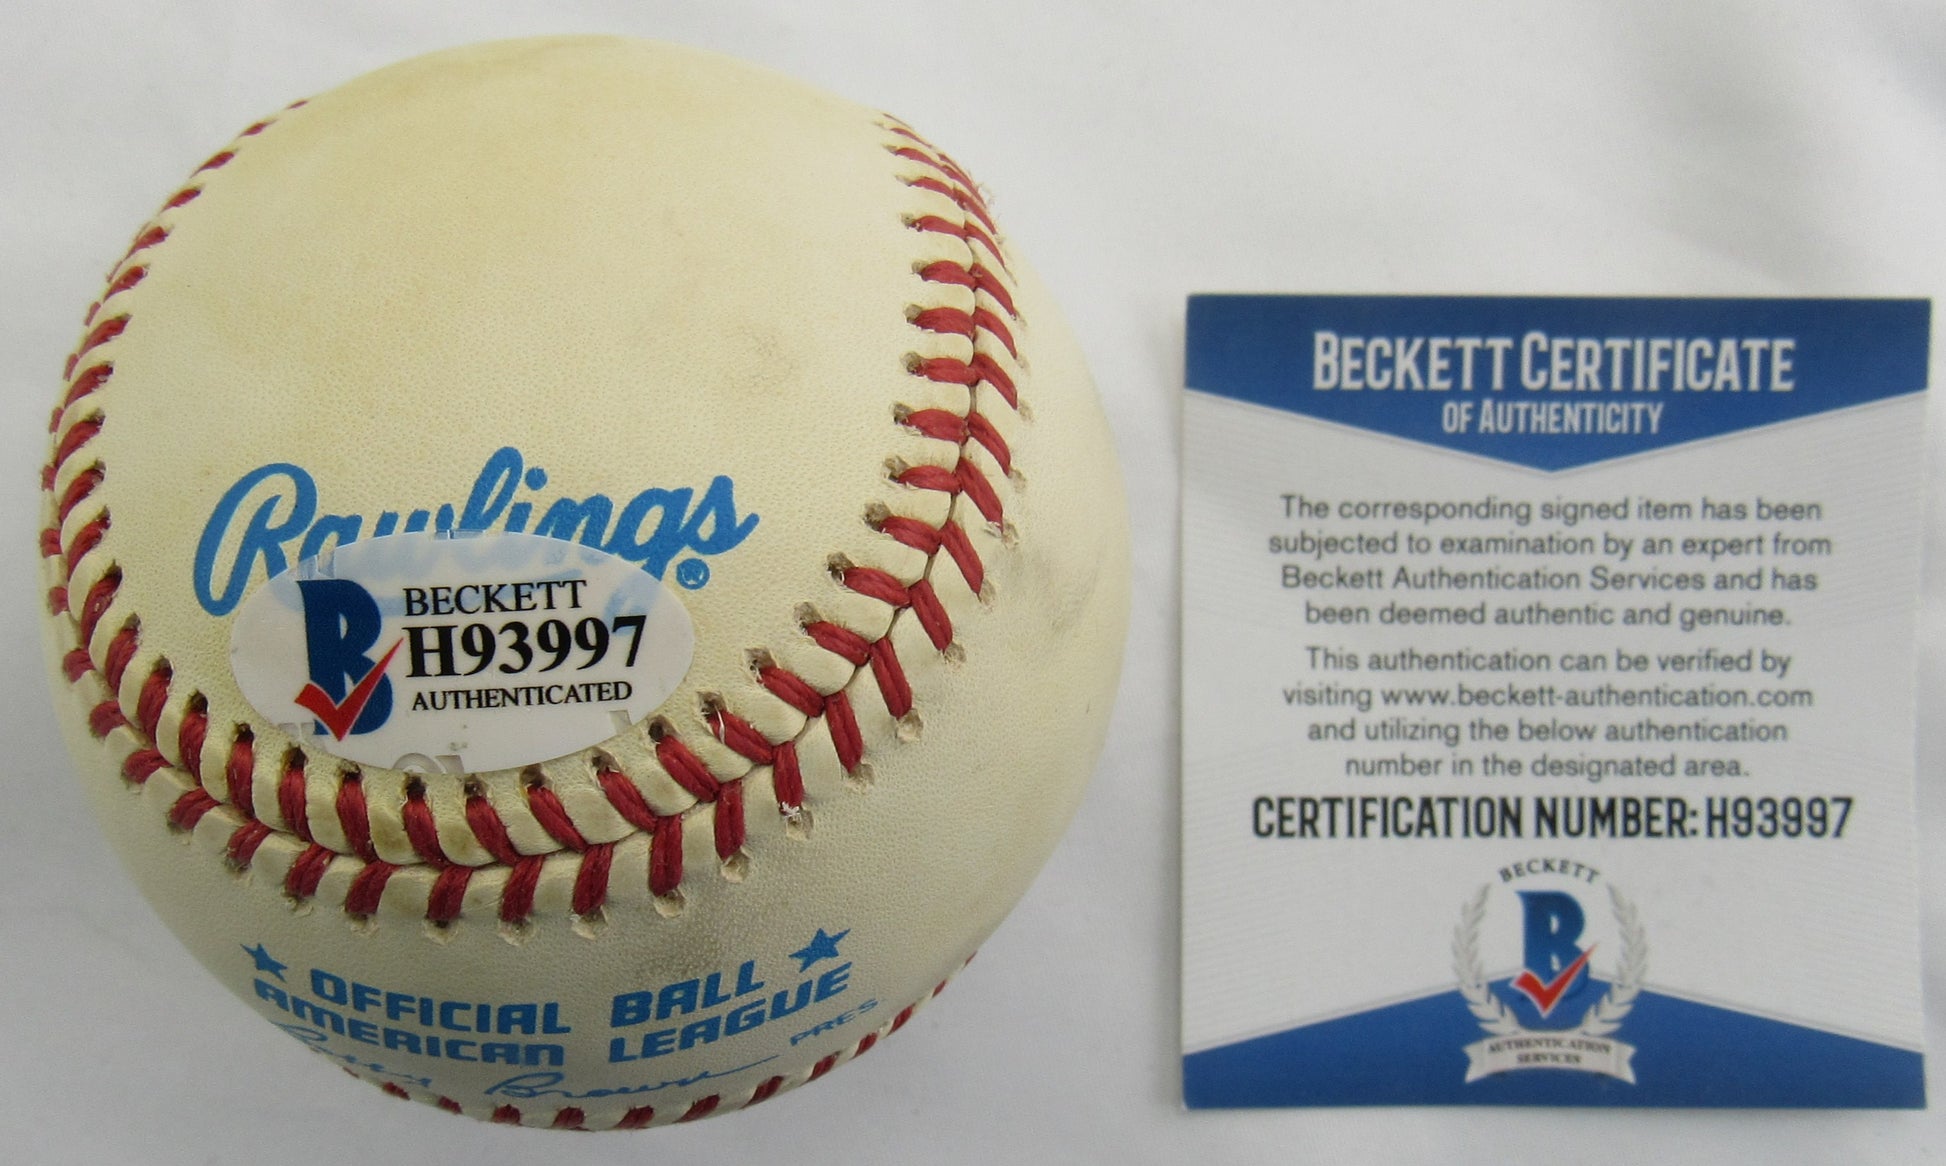 Rawlings®
BECKETT
H93997
AUTHENTICATED
OFFICIAL BALL
AMERICAN LEAGUE
Brown PRES.
BECKETT CERTIFICATE
OF AUTHENTICITY
The corresponding signed item has been
subjected to examination by an expert from
Beckett Authentication Services and has
been deemed authentic and genuine.
This authentication can be verified by
visiting www.beckett-authentication.com
and utilizing the below authentication
number in the designated area.
CERTIFICATION NUMBER: H93997
BECKETT
B
AUTHENTICATION
SERVICES